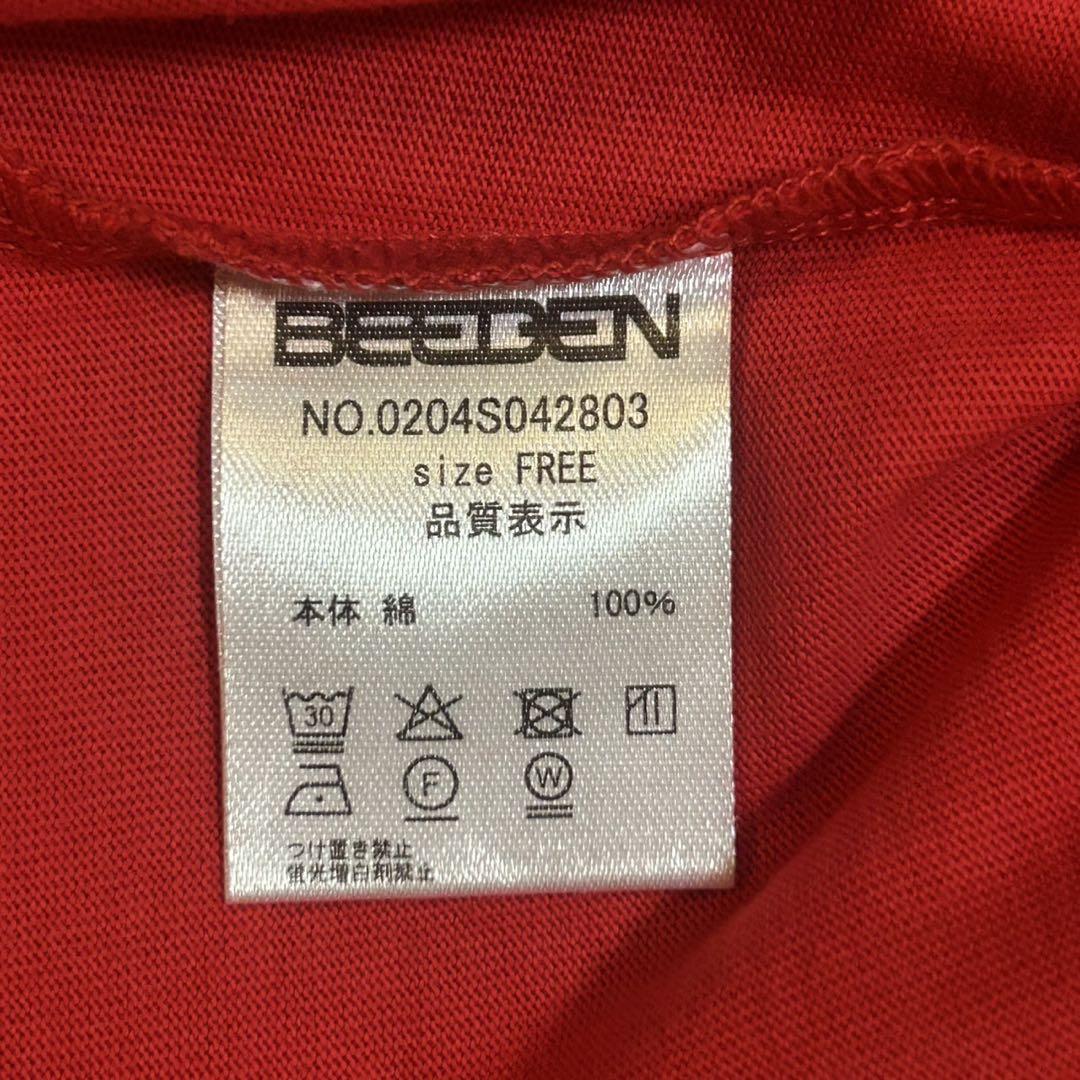 BEEDEN
NO.0204S042803
size FREE
品質表示
本体 綿 100%
30
F W
つけ置き禁止
蛍光増白剤禁止